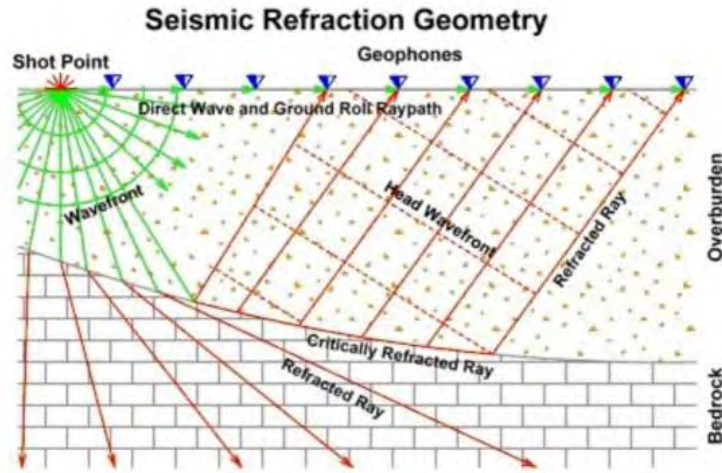 Seismic Refraction Geometry
Geophones
Shot Point
Direct Wave and Ground Roll Raypath
Wavefront
Head Wavefront
Refracted Ray
Overburden
Critically Refracted Ray
Refracted Ray
Bedrock